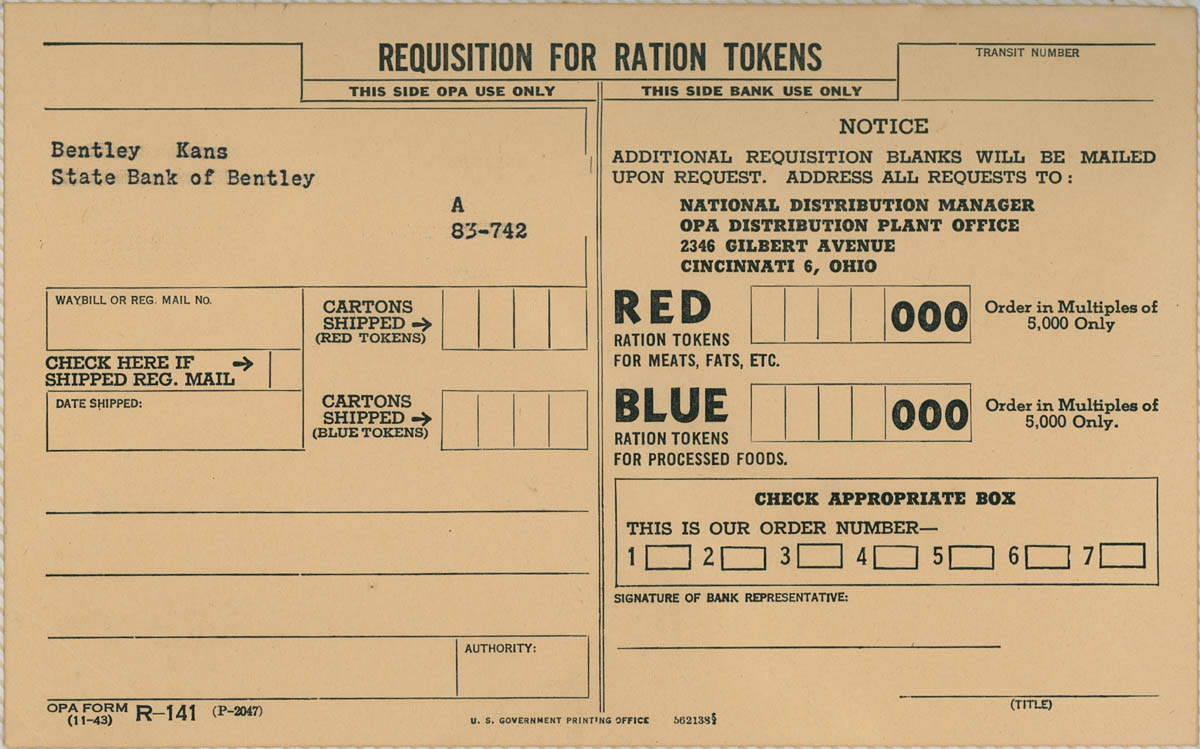 REQUISITION FOR RATION TOKENS
THIS SIDE OPA USE ONLY
THIS SIDE BANK USE ONLY
TRANSIT NUMBER
Bentley Kans
State Bank of Bentley
A
83-742
WAYBILL OR REG. MAIL No.
CARTONS
SHIPPED →
(RED TOKENS)
CHECK HERE IF →
SHIPPED REG. MAIL
DATE SHIPPED:
CARTONS
SHIPPED →
(BLUE TOKENS)
AUTHORITY:
OPA FORM
(11-43) R-141 (P-2047)
NOTICE
ADDITIONAL REQUISITION BLANKS WILL BE MAILED
UPON REQUEST. ADDRESS ALL REQUESTS TO:
NATIONAL DISTRIBUTION MANAGER
OPA DISTRIBUTION PLANT OFFICE
2346 GILBERT AVENUE
CINCINNATI 6, OHIO
RED
RATION TOKENS
FOR MEATS, FATS, ETC.
000
Order in Multiples of
5,000 Only
BLUE
RATION TOKENS
FOR PROCESSED FOODS.
000
Order in Multiples of
5,000 Only.
CHECK APPROPRIATE BOX
THIS IS OUR ORDER NUMBER—
1 2 3 4 5 6 7
SIGNATURE OF BANK REPRESENTATIVE:
(TITLE)
U. S. GOVERNMENT PRINTING OFFICE